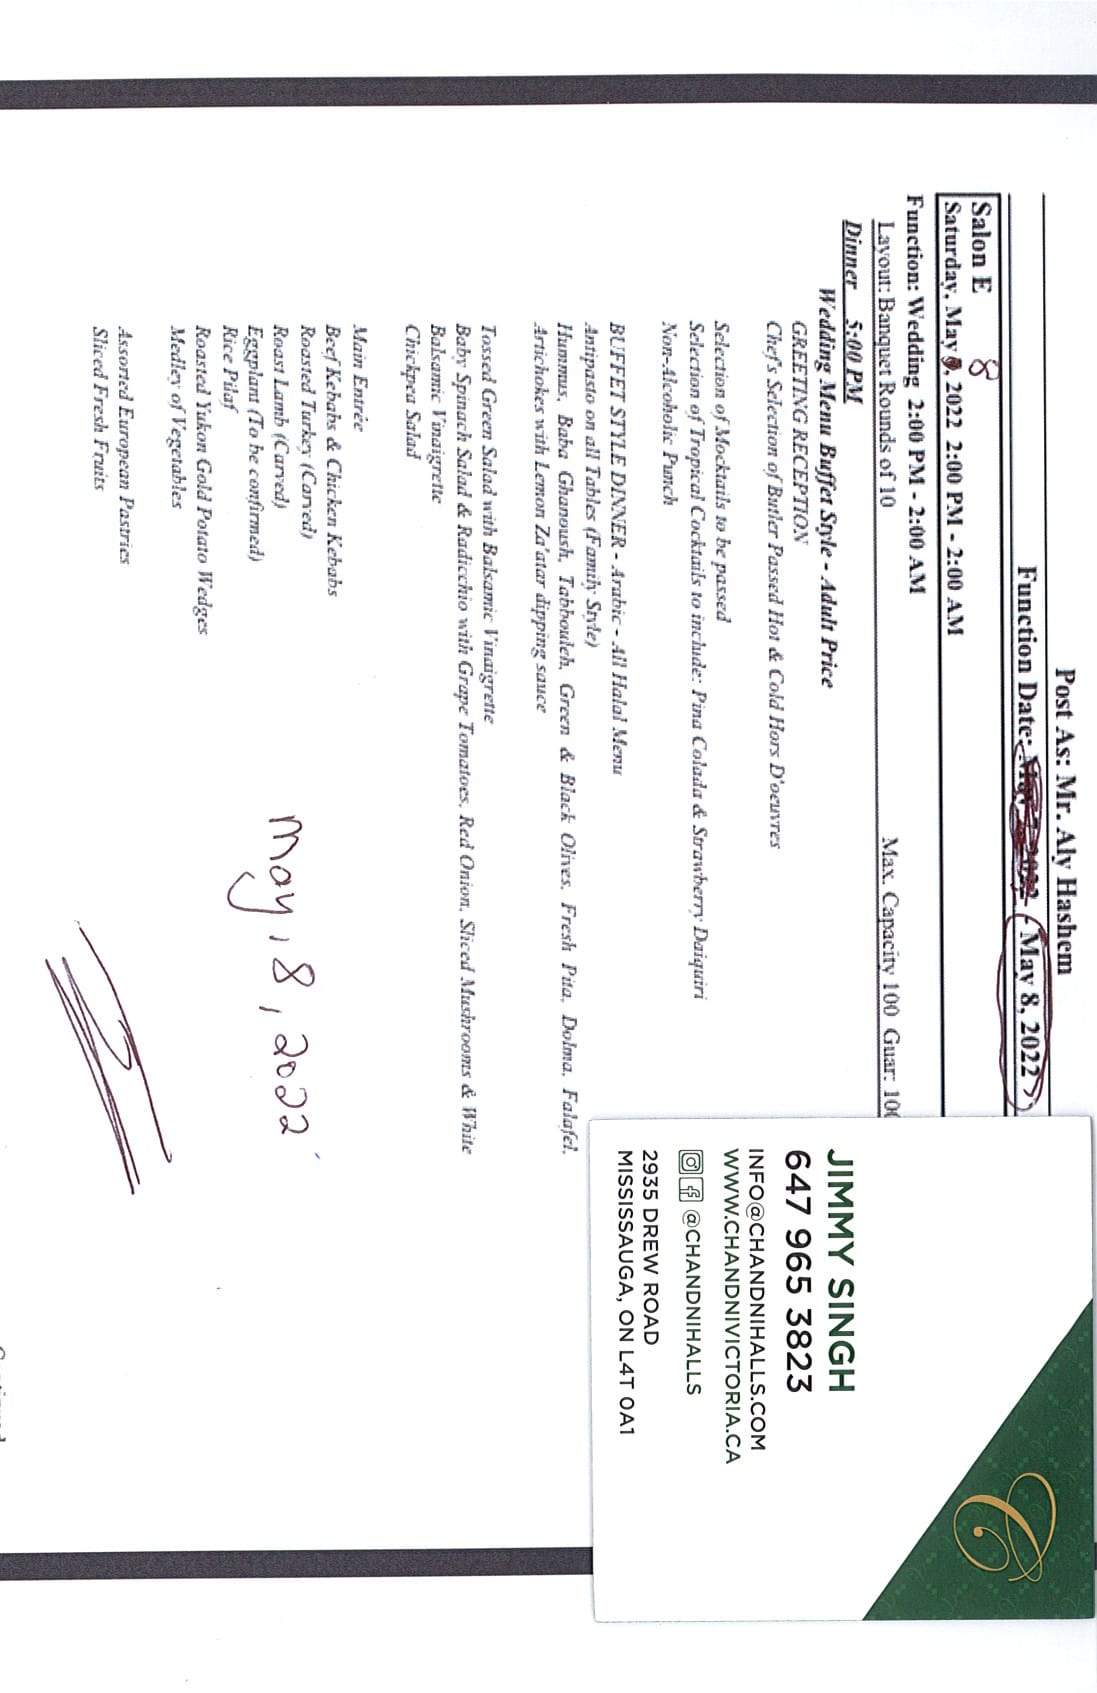 Post As: Mr. Aly Hashem
Function Date: May 7, 2022 - May 8, 2022
Salon E 8
Saturday, May , 2022 2:00 PM - 2:00 AM
Function: Wedding 2:00 PM - 2:00 AM
Layout: Banquet Rounds of 10 Max. Capacity 100 Guar: 100
Dinner 5:00 PM
Wedding Menu Buffet Style - Adult Price
GREETING RECEPTION
Chef's Selection of Butler Passed Hot & Cold Hors D'oeuvres
Selection of Mocktails to be passed
Selection of Tropical Cocktails to include: Pina Colada & Strawberry Daiquiri
Non-Alcoholic Punch
BUFFET STYLE DINNER - Arabic - All Halal Menu
Antipasto on all Tables (Family Style)
Hummus, Baba Ghanoush, Tabbouleh, Green & Black Olives, Fresh Pita, Dolma, Falafel,
Artichokes with Lemon Za'atar dipping sauce
Tossed Green Salad with Balsamic Vinaigrette
Baby Spinach Salad & Radicchio with Grape Tomatoes, Red Onion, Sliced Mushrooms & White
Balsamic Vinaigrette
Chickpea Salad
Main Entrée
Beef Kebabs & Chicken Kebabs
Roasted Turkey (Carved)
Roast Lamb (Carved)
Eggplant (To be confirmed)
Rice Pilaf
Roasted Yukon Gold Potato Wedges
Medley of Vegetables
Assorted European Pastries
Sliced Fresh Fruits
May, 8, 2022
C
JIMMY SINGH
647 965 3823
INFO@CHANDNIHALLS.COM
WWW.CHANDNIVICTORIA.CA
@CHANDNIHALLS
2935 DREW ROAD
MISSISSAUGA, ON L4T 0A1